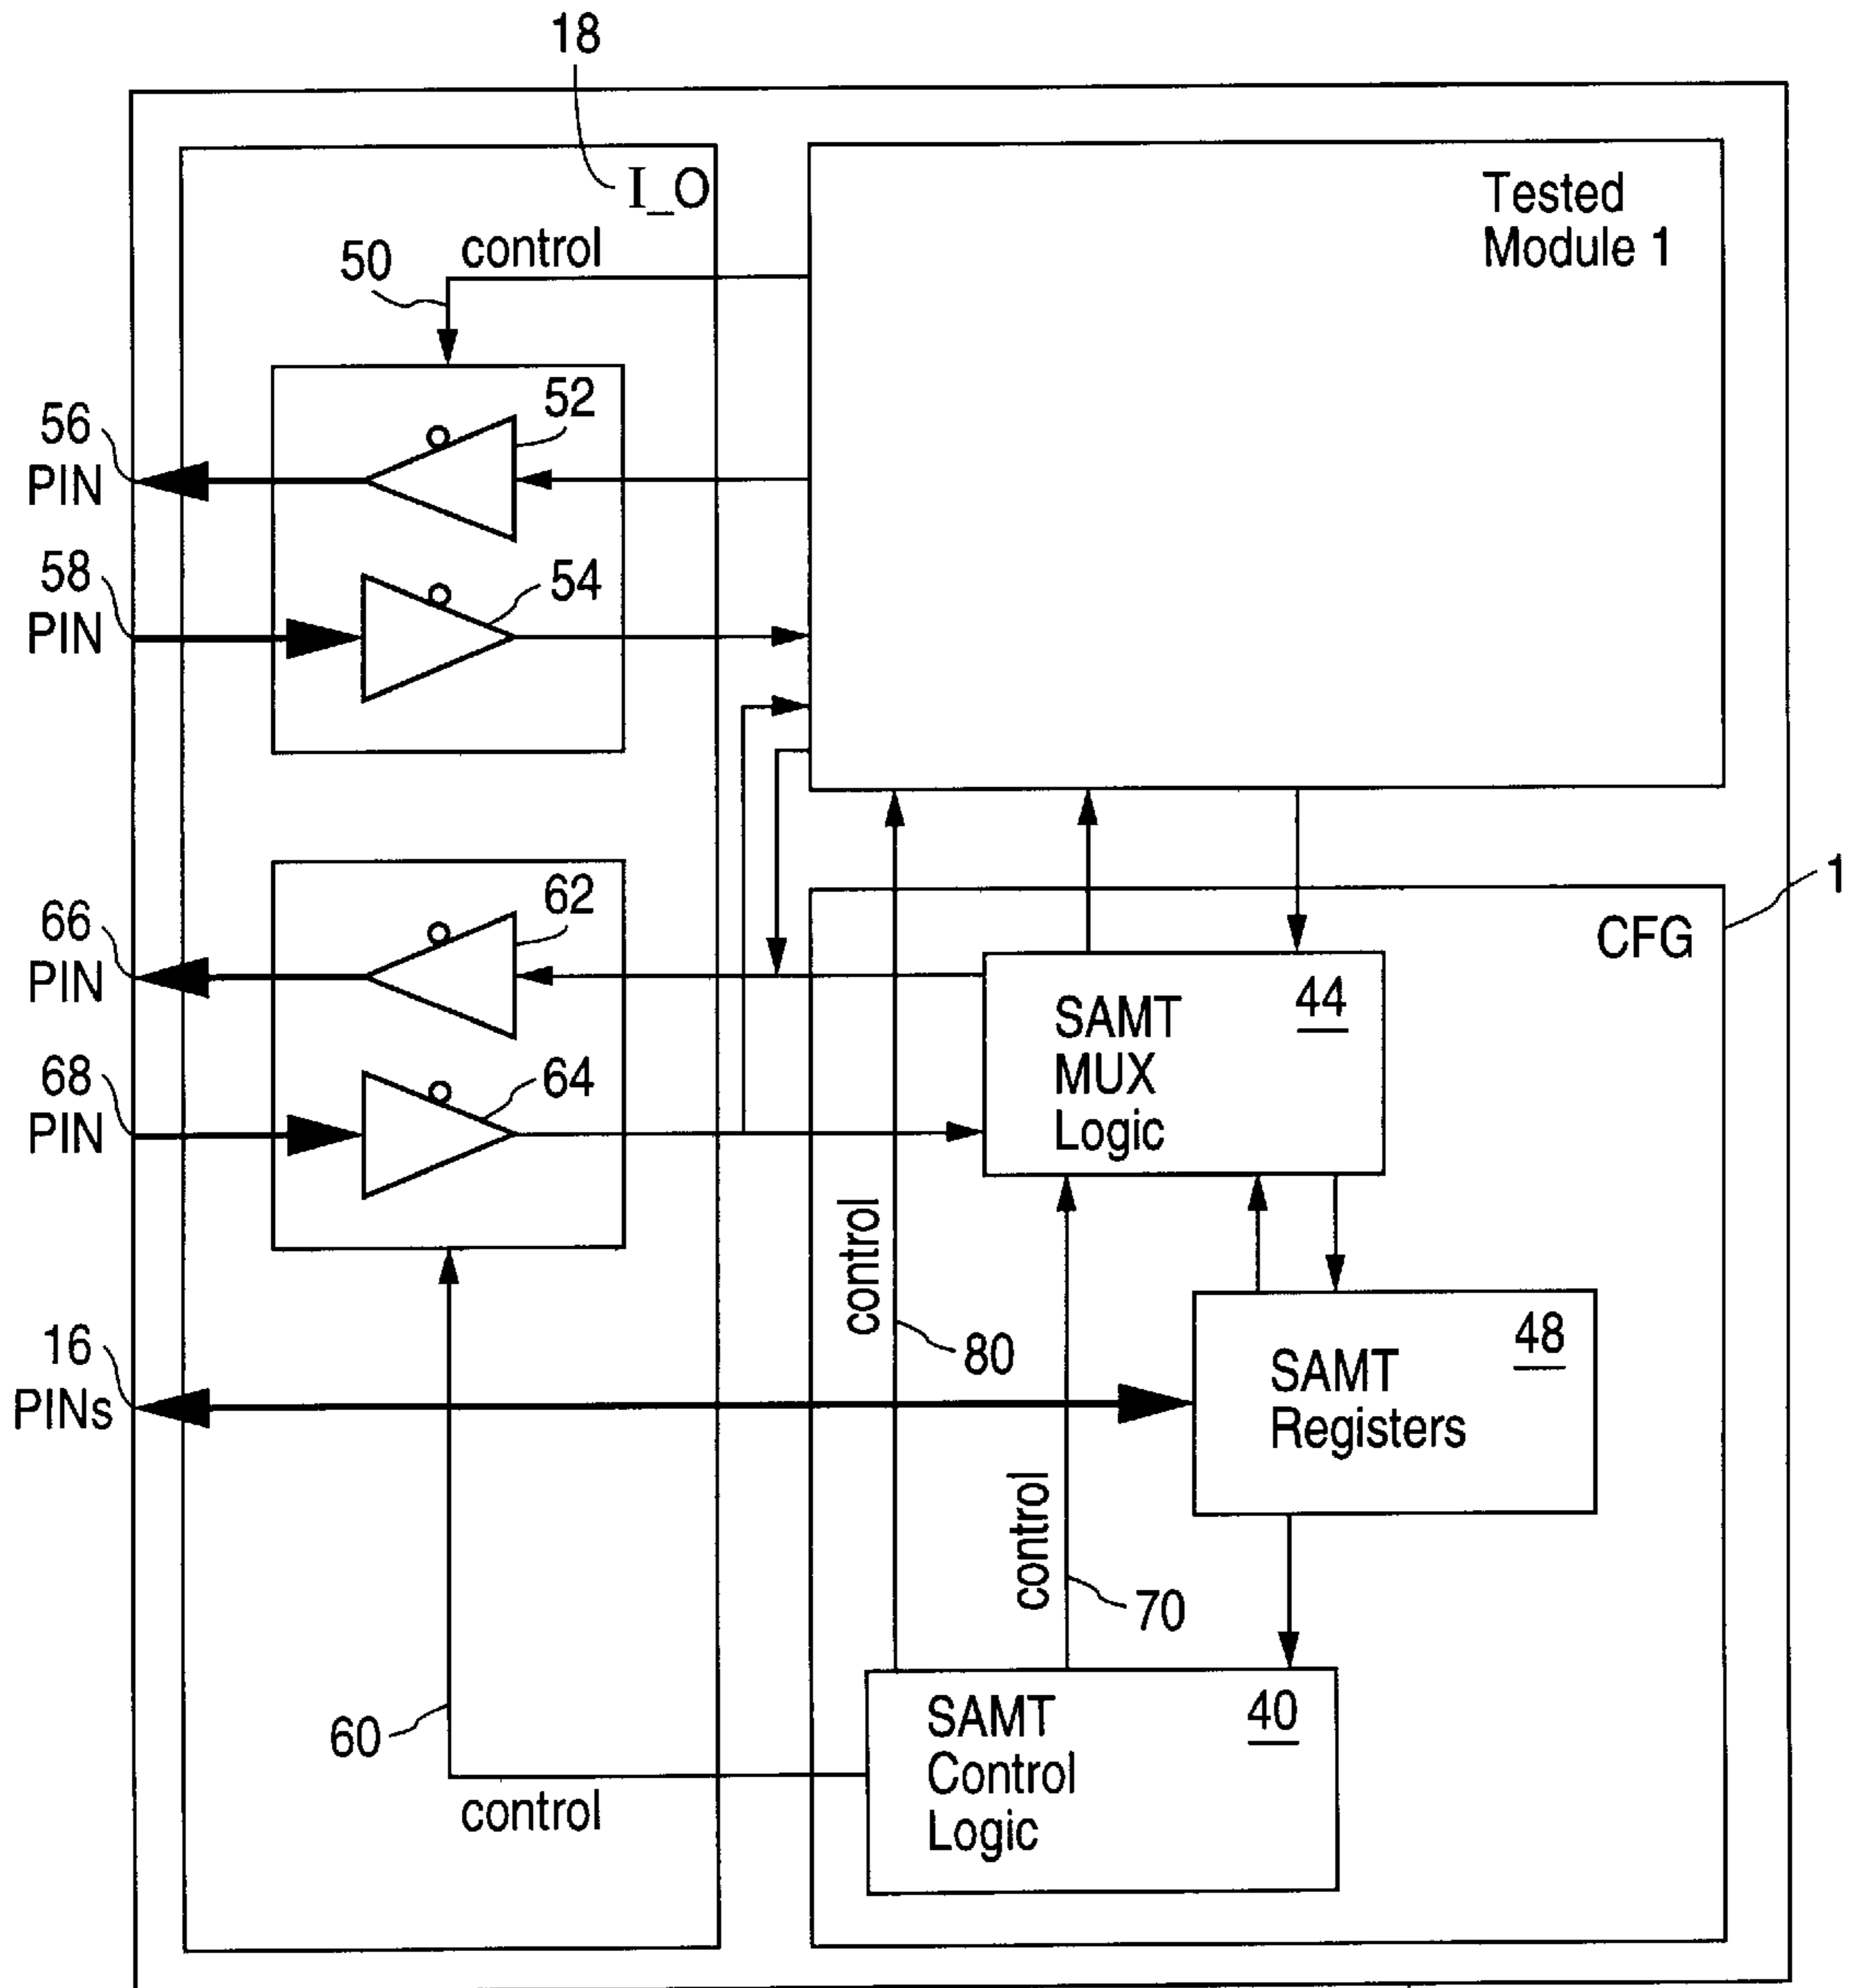 18
I_O
Tested
Module 1
50
control
52
56
PIN
58
PIN
54
1
62
CFG
66
PIN
44
SAMT
MUX
Logic
68
PIN
64
control
80
16
PINs
48
SAMT
Registers
control
70
60
control
40
SAMT
Control
Logic